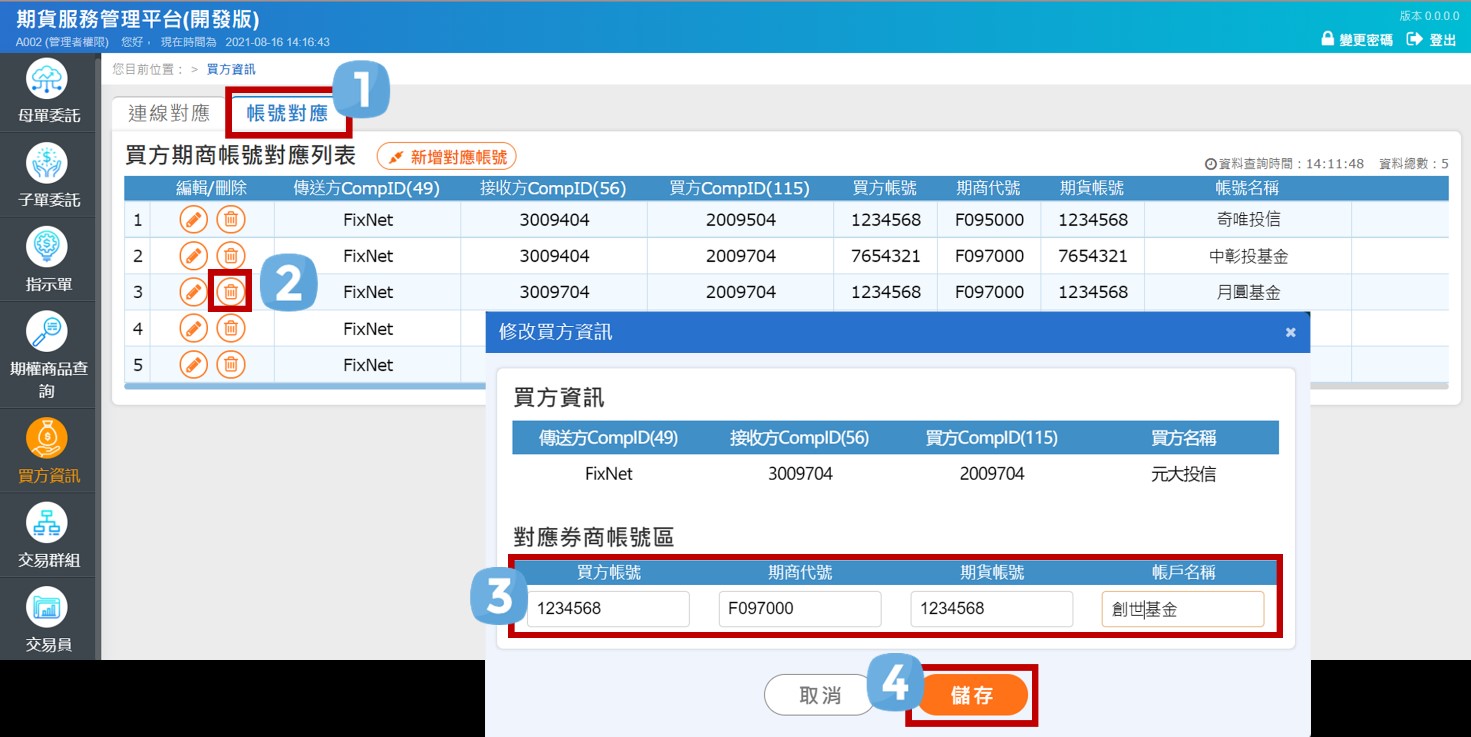 期貨服務管理平台(開發版)
版本 0.0.0.0
A002 (管理者權限) 您好, 現在時間為 2021-08-16 14:16:43
變更密碼 登出
母單委託
子單委託
指示單
期權商品查
詢
買方資訊
交易群組
交易員
您目前位置: > 買方資訊
連線對應 帳號對應 1
買方期商帳號對應列表 新增對應帳號
資料查詢時間:14:11:48 資料總數:5
編輯/刪除 傳送方CompID(49) 接收方CompID(56) 買方CompID(115) 買方帳號 期商代號 期貨帳號 帳號名稱
1 FixNet 3009404 2009504 1234568 F095000 1234568 奇唯投信
2 FixNet 3009404 2009704 7654321 F097000 7654321 中彰投基金
3 2 FixNet 3009704 2009704 1234568 F097000 1234568 月圓基金
4 FixNet
5 FixNet
修改買方資訊 ×
買方資訊
傳送方CompID(49) 接收方CompID(56) 買方CompID(115) 買方名稱
FixNet 3009704 2009704 元大投信
對應券商帳號區
買方帳號 期商代號 期貨帳號 帳戶名稱
3 1234568 F097000 1234568 創世基金
取消 4 儲存